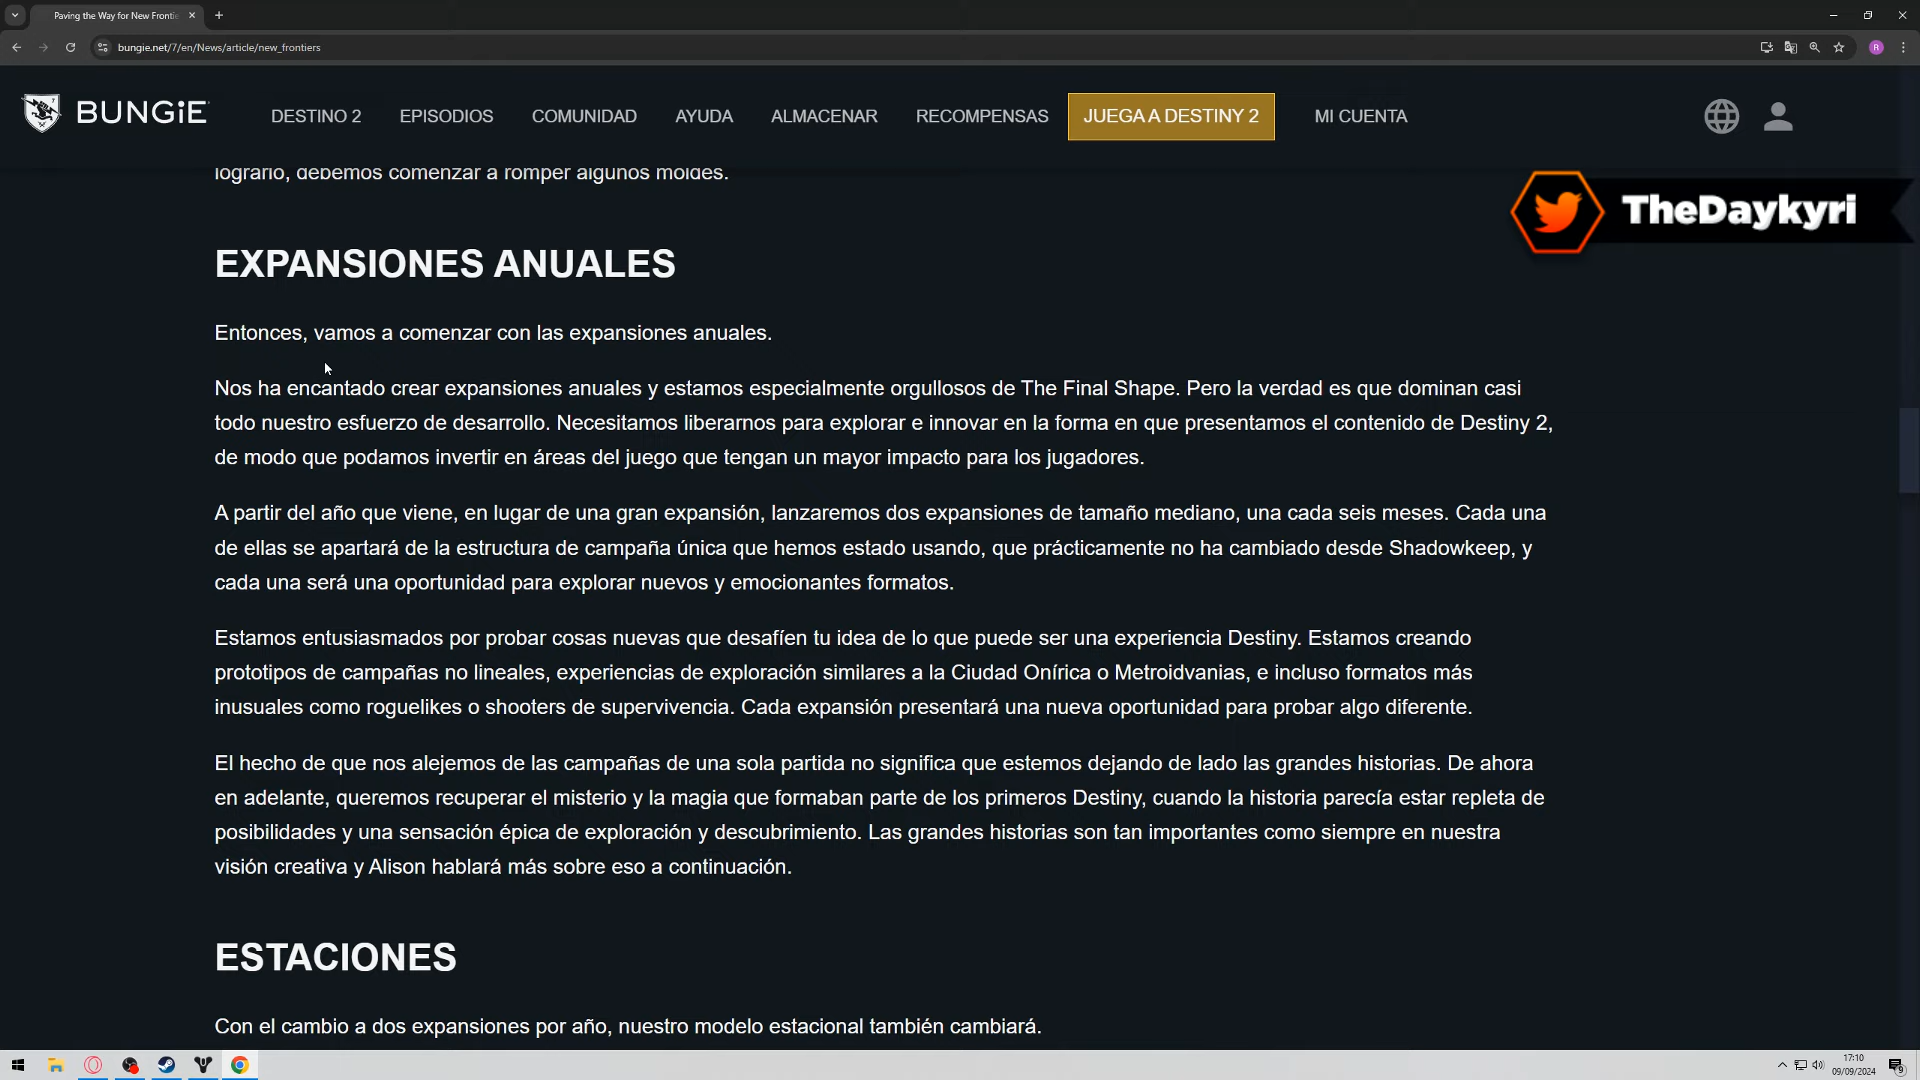 Paving the Way for New Frontie
bungie.net/7/en/News/article/new_frontiers
R
BUNGiE
DESTINO 2
EPISODIOS
COMUNIDAD
AYUDA
ALMACENAR
RECOMPENSAS
JUEGA A DESTINY 2
MI CUENTA
lograrlo, debemos comenzar a romper algunos moldes.
TheDaykyri
EXPANSIONES ANUALES
Entonces, vamos a comenzar con las expansiones anuales.
Nos ha encantado crear expansiones anuales y estamos especialmente orgullosos de The Final Shape. Pero la verdad es que dominan casi
todo nuestro esfuerzo de desarrollo. Necesitamos liberarnos para explorar e innovar en la forma en que presentamos el contenido de Destiny 2,
de modo que podamos invertir en áreas del juego que tengan un mayor impacto para los jugadores.
A partir del año que viene, en lugar de una gran expansión, lanzaremos dos expansiones de tamaño mediano, una cada seis meses. Cada una
de ellas se apartará de la estructura de campaña única que hemos estado usando, que prácticamente no ha cambiado desde Shadowkeep, y
cada una será una oportunidad para explorar nuevos y emocionantes formatos.
Estamos entusiasmados por probar cosas nuevas que desafíen tu idea de lo que puede ser una experiencia Destiny. Estamos creando
prototipos de campañas no lineales, experiencias de exploración similares a la Ciudad Onírica o Metroidvanias, e incluso formatos más
inusuales como roguelikes o shooters de supervivencia. Cada expansión presentará una nueva oportunidad para probar algo diferente.
El hecho de que nos alejemos de las campañas de una sola partida no significa que estemos dejando de lado las grandes historias. De ahora
en adelante, queremos recuperar el misterio y la magia que formaban parte de los primeros Destiny, cuando la historia parecía estar repleta de
posibilidades y una sensación épica de exploración y descubrimiento. Las grandes historias son tan importantes como siempre en nuestra
visión creativa y Alison hablará más sobre eso a continuación.
ESTACIONES
Con el cambio a dos expansiones por año, nuestro modelo estacional también cambiará.
17:10
09/09/2024